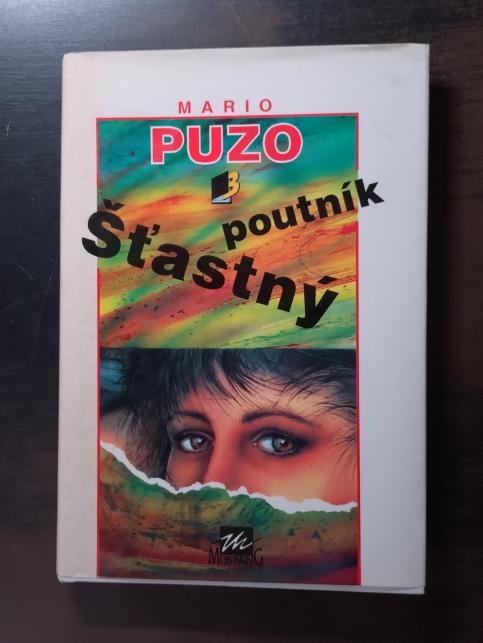 MARIO
PUZO
Šťastný
poutník
MUSTANG